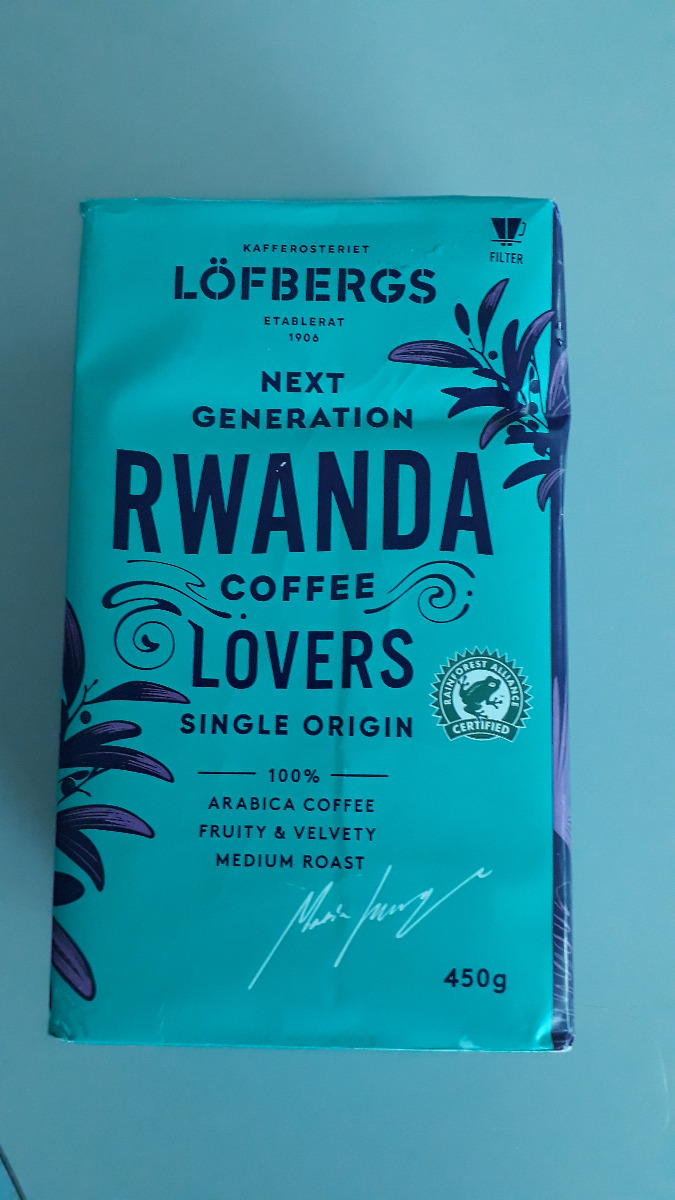 KAFFEROSTERIET
LÖFBERGS
ETABLERAT
1906
FILTER
NEXT
GENERATION
RWANDA
COFFEE
LOVERS
SINGLE ORIGIN
RAINFOREST ALLIANCE
CERTIFIED
100%
ARABICA COFFEE
FRUITY & VELVETY
MEDIUM ROAST
450g